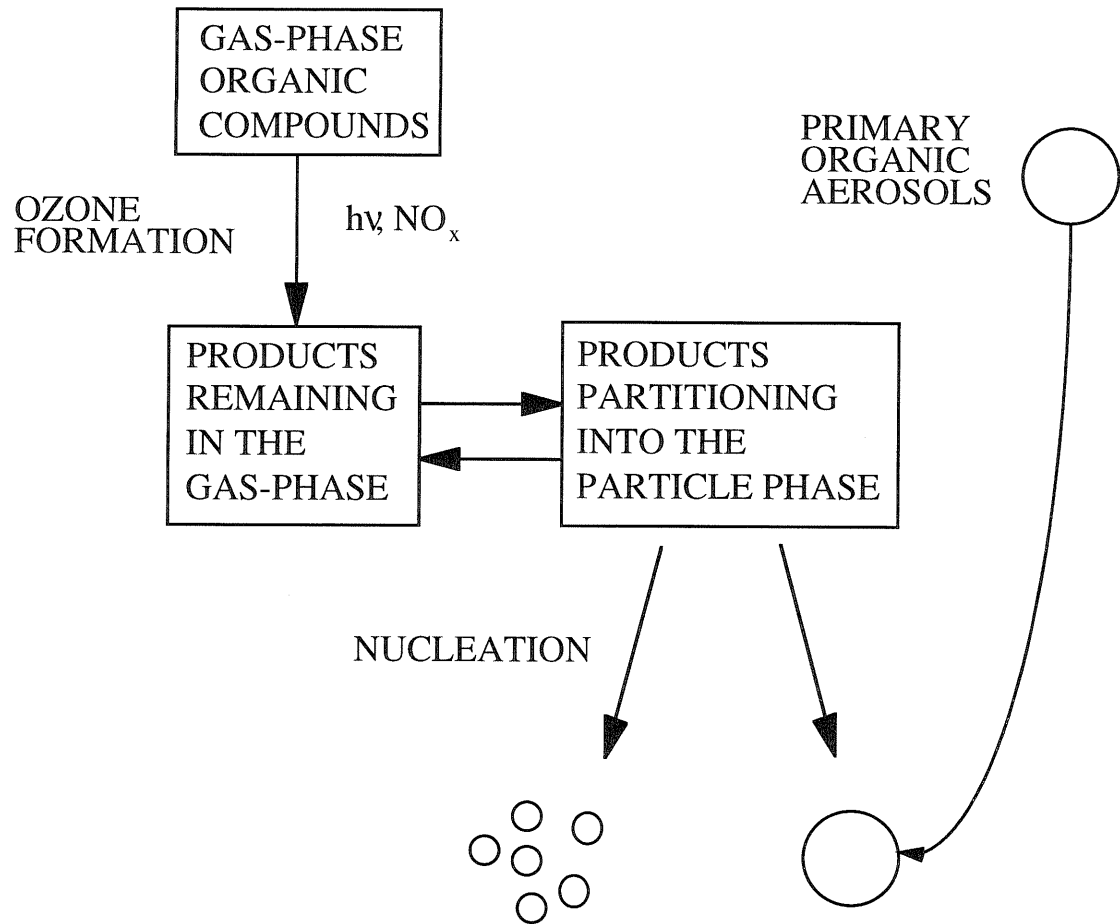 GAS-PHASE
ORGANIC
COMPOUNDS
PRIMARY
ORGANIC
AEROSOLS
OZONE
FORMATION
hν, NOx
PRODUCTS
REMAINING
IN THE
GAS-PHASE
PRODUCTS
PARTITIONING
INTO THE
PARTICLE PHASE
NUCLEATION